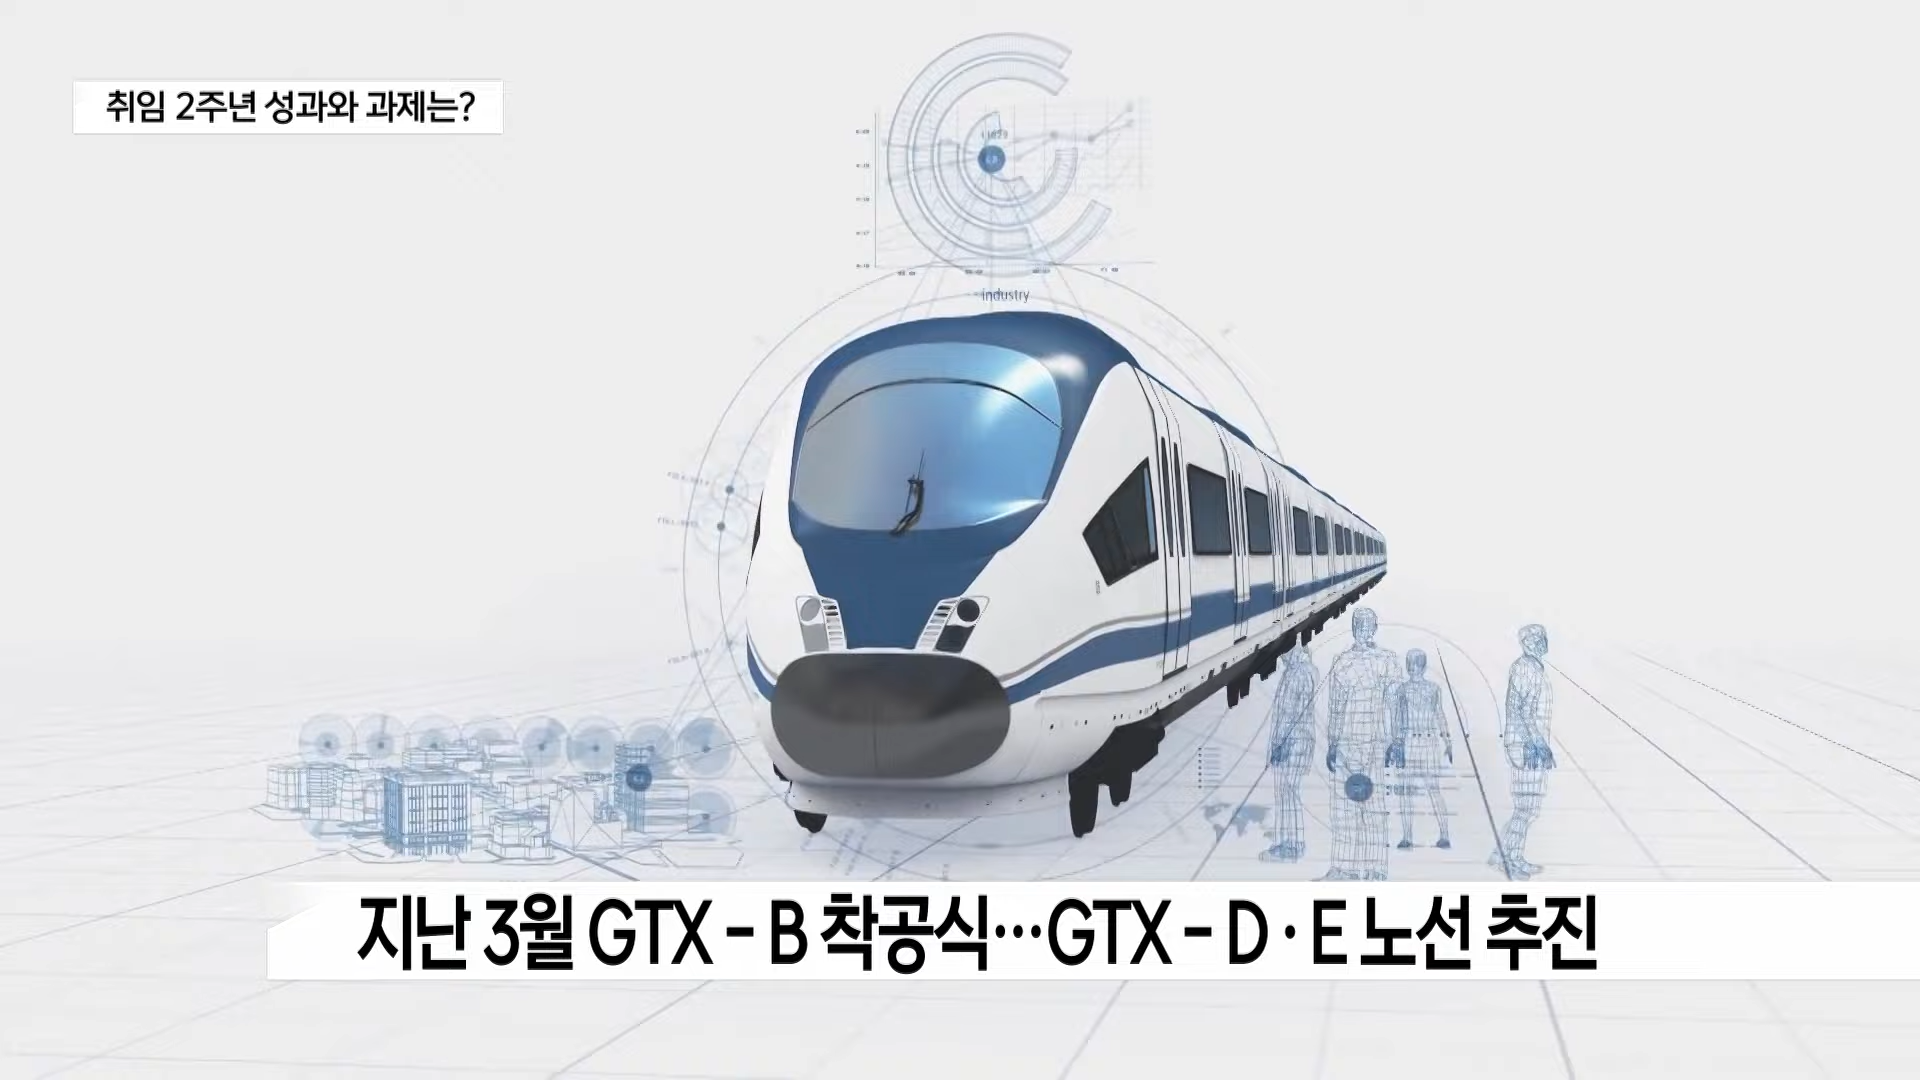 취임 2주년 성과와 과제는?
industry
지난 3월 GTX - B 착공식…GTX - D · E 노선 추진